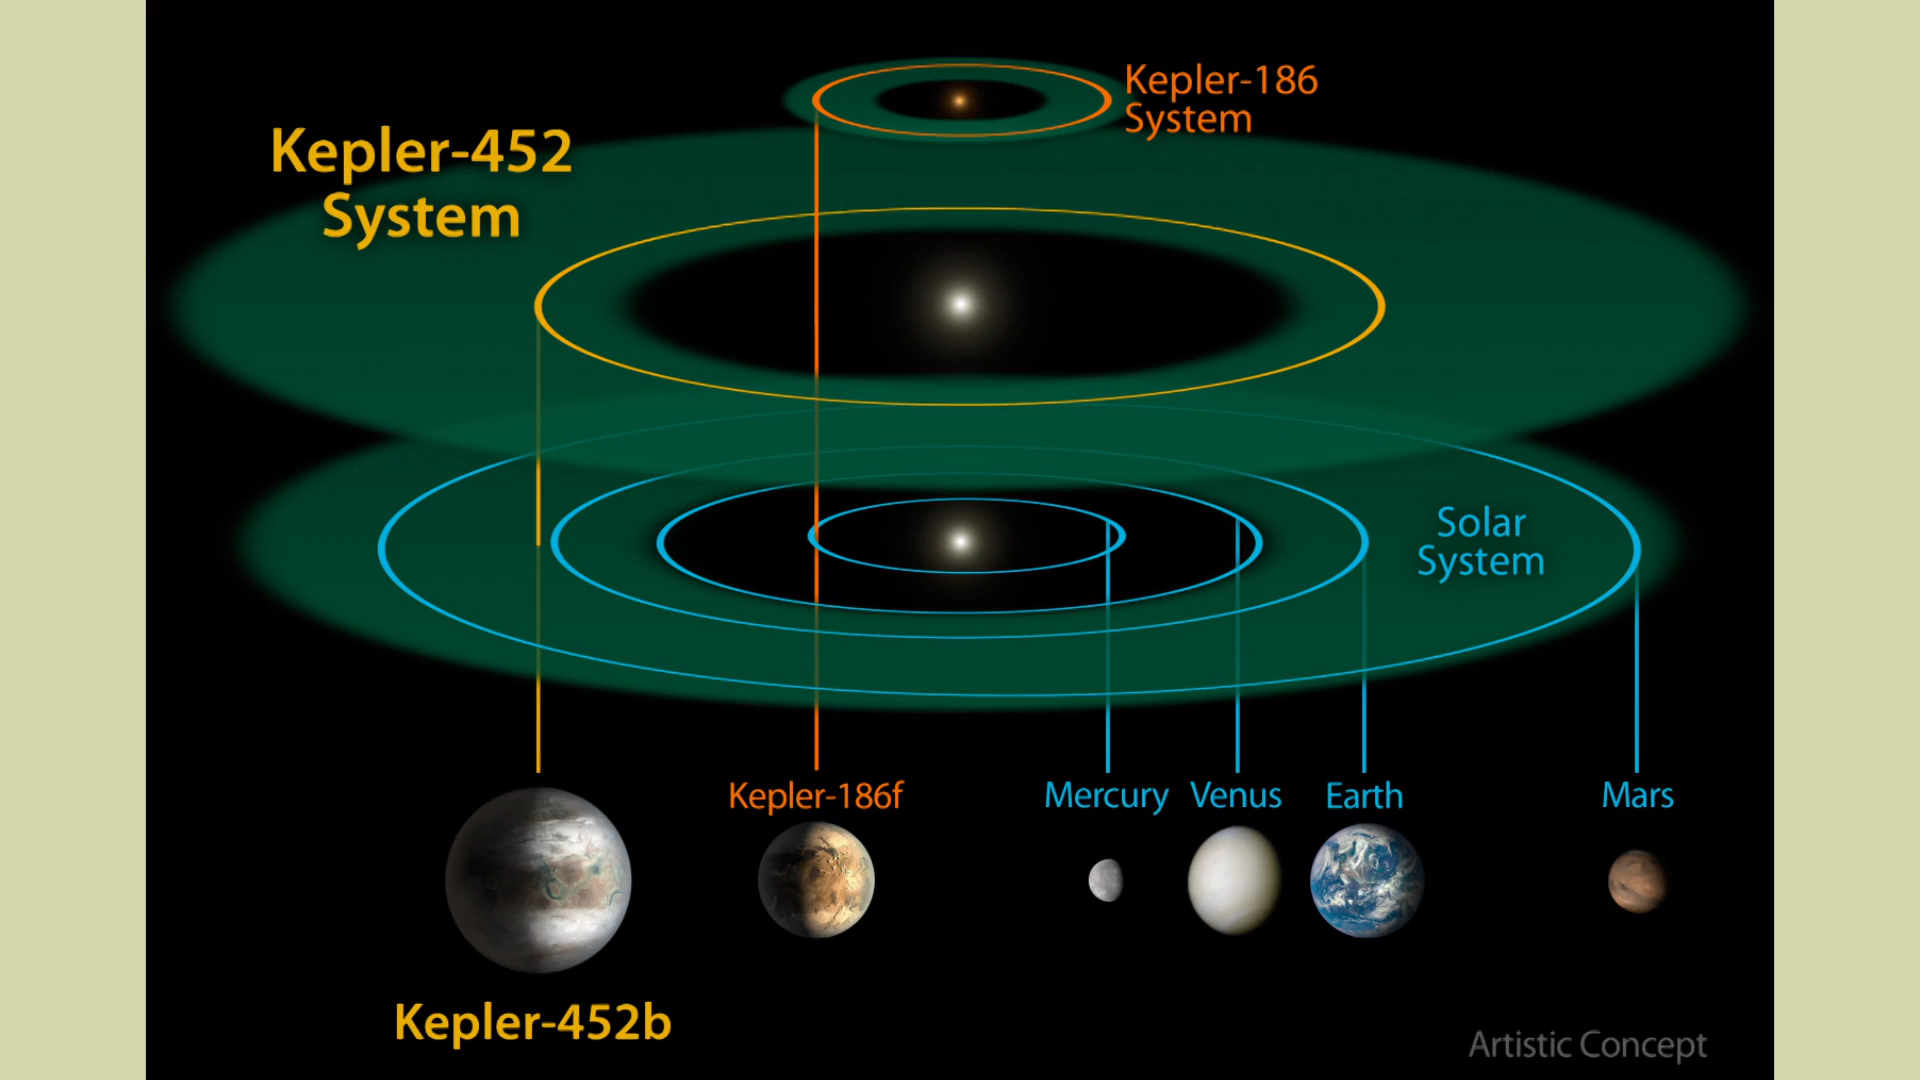 Kepler-186
System
Kepler-452
System
Solar
System
Kepler-186f
Mercury
Venus
Earth
Mars
Kepler-452b
Artistic Concept